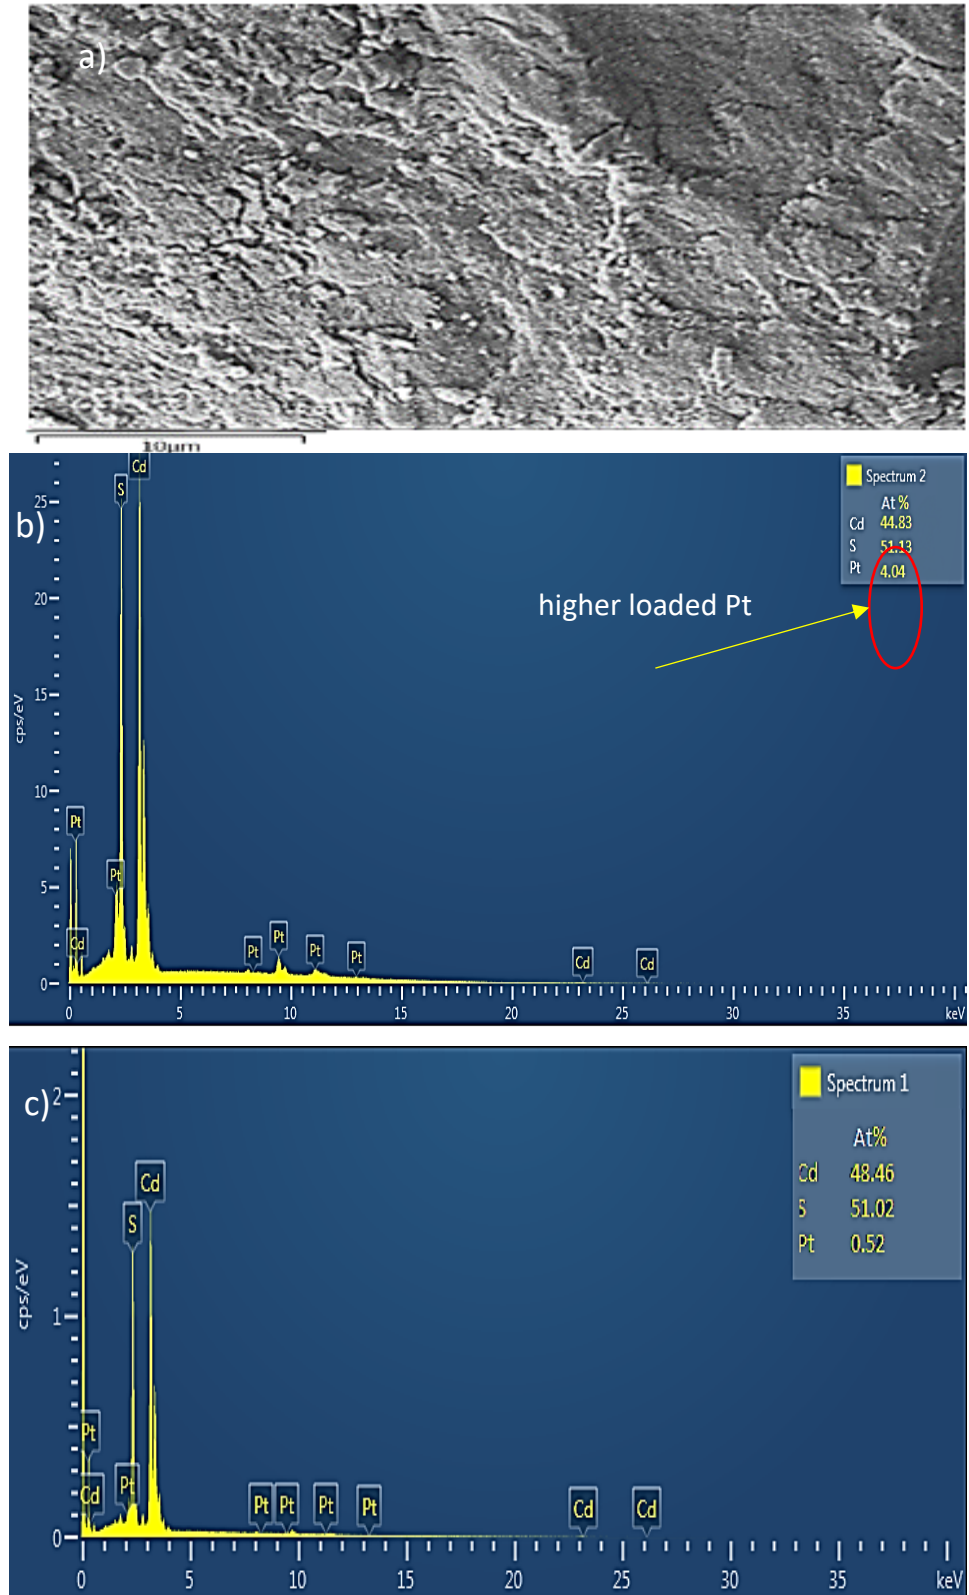 a)
10μm
b)
Spectrum 2
At %
Cd 44.83
S 51.13
Pt 4.04
higher loaded Pt
Cd
S
Pt
Pt
Cd
Pt
Pt
Pt
Pt
Cd
Cd
cps/eV
25
20
15
10
5
0
0 5 10 15 20 25 30 35 keV
c)
Spectrum 1
At%
Cd 48.46
S 51.02
Pt 0.52
Cd
S
Pt
Cd
Pt
Pt
Pt
Pt
Pt
Cd
Cd
cps/eV
2
1
0
0 5 10 15 20 25 30 35 keV